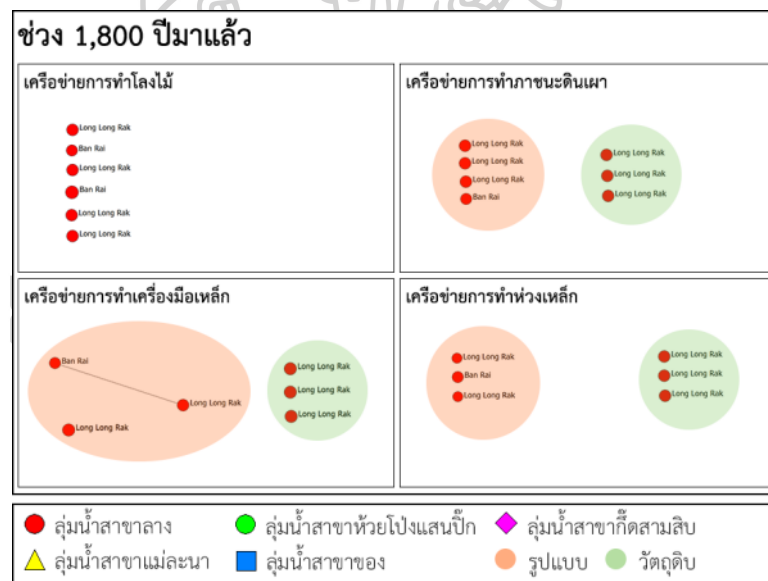 ช่วง 1,800 ปีมาแล้ว
เครือข่ายการทำโลงไม้
Long Long Rak
Ban Rai
Long Long Rak
Ban Rai
Long Long Rak
Long Long Rak
เครือข่ายการทำภาชนะดินเผา
Long Long Rak
Long Long Rak
Long Long Rak
Ban Rai
Long Long Rak
Long Long Rak
Long Long Rak
เครือข่ายการทำเครื่องมือเหล็ก
Ban Rai
Long Long Rak
Long Long Rak
Long Long Rak
Long Long Rak
Long Long Rak
เครือข่ายการทำห่วงเหล็ก
Long Long Rak
Ban Rai
Long Long Rak
Long Long Rak
Long Long Rak
Long Long Rak
ลุ่มน้ำสาขาลาง
ลุ่มน้ำสาขาห้วยโป่งแสนปิ๊ก
ลุ่มน้ำสาขากึ๊ดสามสิบ
ลุ่มน้ำสาขาแม่ละนา
ลุ่มน้ำสาขาของ
รูปแบบ
วัตถุดิบ